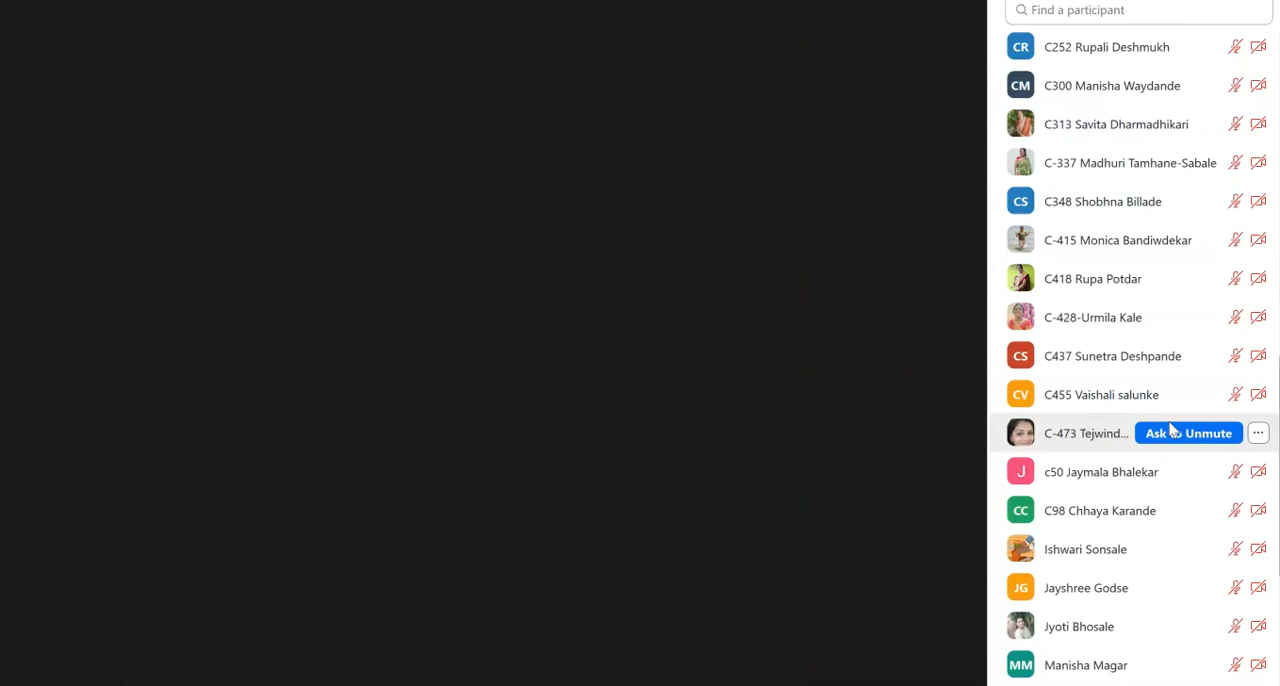 Find a participant
CR C252 Rupali Deshmukh
CM C300 Manisha Waydande
C313 Savita Dharmadhikari
C-337 Madhuri Tamhane-Sabale
CS C348 Shobhna Billade
C-415 Monica Bandiwdekar
C418 Rupa Potdar
C-428-Urmila Kale
CS C437 Sunetra Deshpande
CV C455 Vaishali salunke
C-473 Tejwind... Ask to Unmute ...
J c50 Jaymala Bhalekar
CC C98 Chhaya Karande
Ishwari Sonsale
JG Jayshree Godse
Jyoti Bhosale
MM Manisha Magar